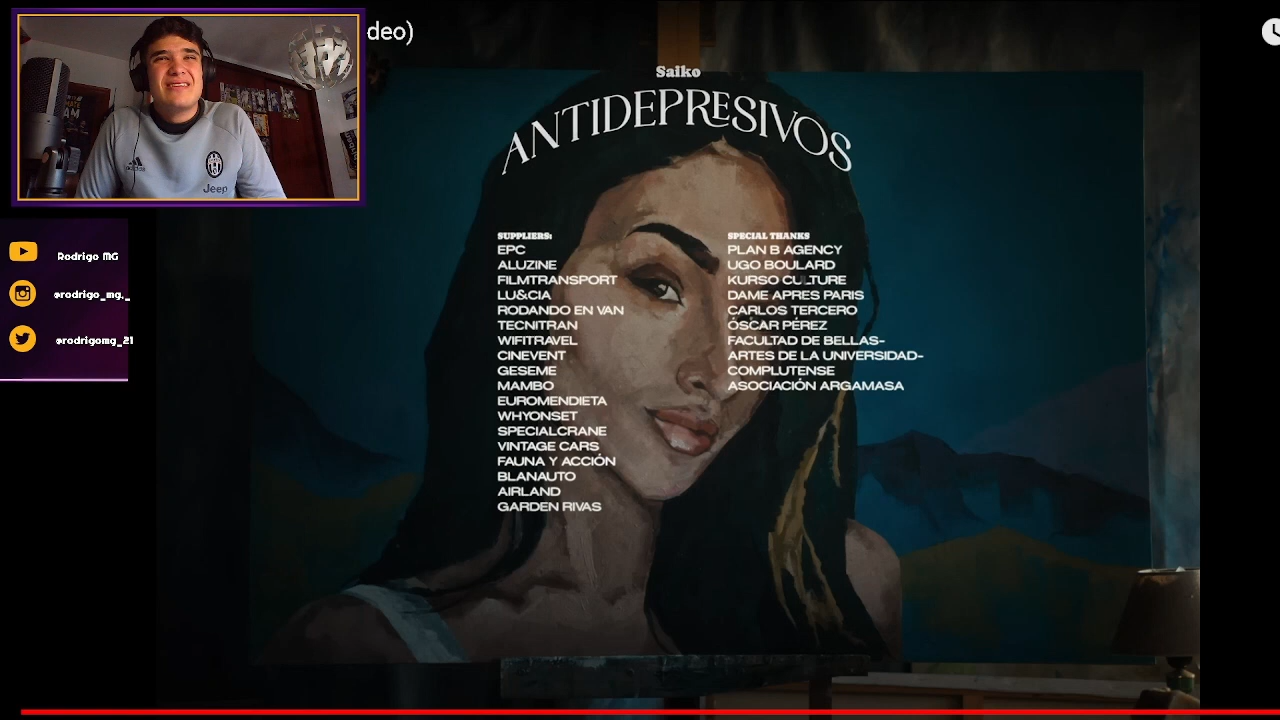 deo)
Jeep
Rodrigo MG
@rodrigo_mg._
@rodrigomg_21
Saiko
ANTIDEPRESIVOS
SUPPLIERS:
EPC
ALUZINE
FILMTRANSPORT
LU&CIA
RODANDO EN VAN
TECNITRAN
WIFITRAVEL
CINEVENT
GESEME
MAMBO
EUROMENDIETA
WHYONSET
SPECIALCRANE
VINTAGE CARS
FAUNA Y ACCIÓN
BLANAUTO
AIRLAND
GARDEN RIVAS
SPECIAL THANKS
PLAN B AGENCY
UGO BOULARD
KURSO CULTURE
DAME APRES PARIS
CARLOS TERCERO
ÓSCAR PÉREZ
FACULTAD DE BELLAS-
ARTES DE LA UNIVERSIDAD-
COMPLUTENSE
ASOCIACIÓN ARGAMASA